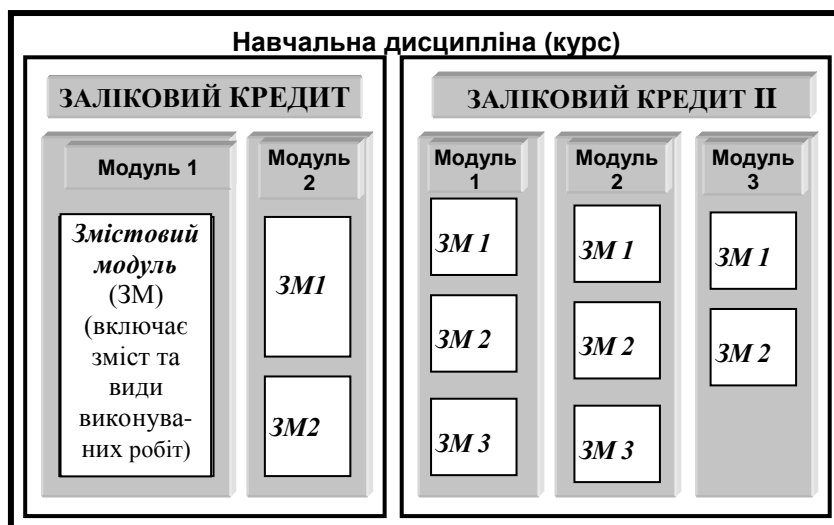 Навчальна дисципліна (курс)
ЗАЛІКОВИЙ КРЕДИТ
Модуль 1
Змістовий
модуль
(ЗМ)
(включає
зміст та
види
виконува-
них робіт)
Модуль
2
ЗМ1
ЗМ2
ЗАЛІКОВИЙ КРЕДИТ II
Модуль
1
ЗМ 1
ЗМ 2
ЗМ 3
Модуль
2
ЗМ 1
ЗМ 2
ЗМ 3
Модуль
3
ЗМ 1
ЗМ 2